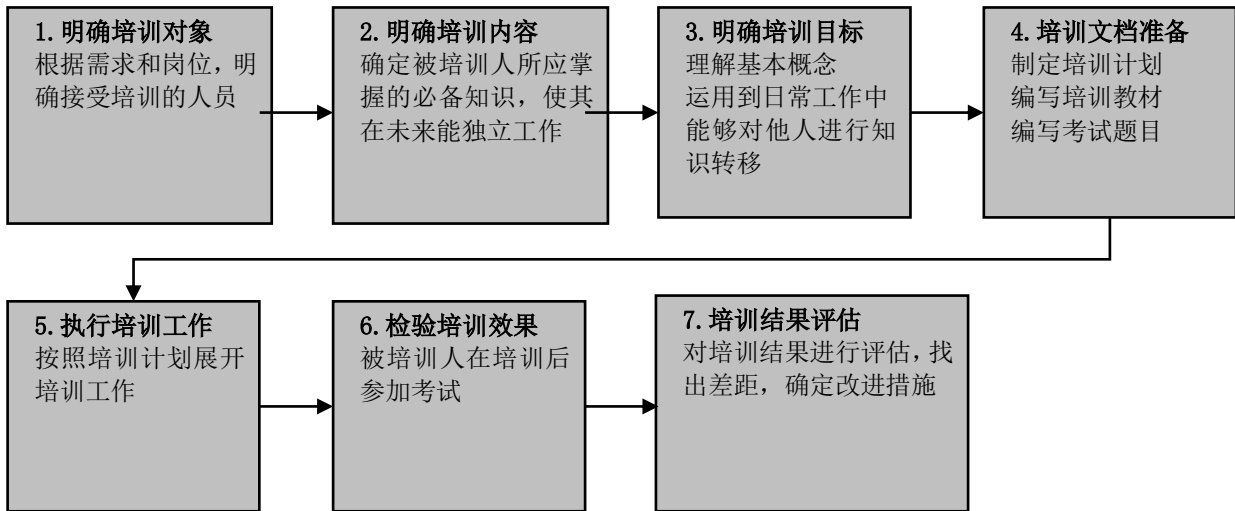 1.明确培训对象
根据需求和岗位，明
确接受培训的人员
2.明确培训内容
确定被培训人所应掌
握的必备知识，使其
在未来能独立工作
3.明确培训目标
理解基本概念
运用到日常工作中
能够对他人进行知
识转移
4.培训文档准备
制定培训计划
编写培训教材
编写考试题目
5.执行培训工作
按照培训计划展开
培训工作
6.检验培训效果
被培训人在培训后
参加考试
7.培训结果评估
对培训结果进行评估，找
出差距，确定改进措施